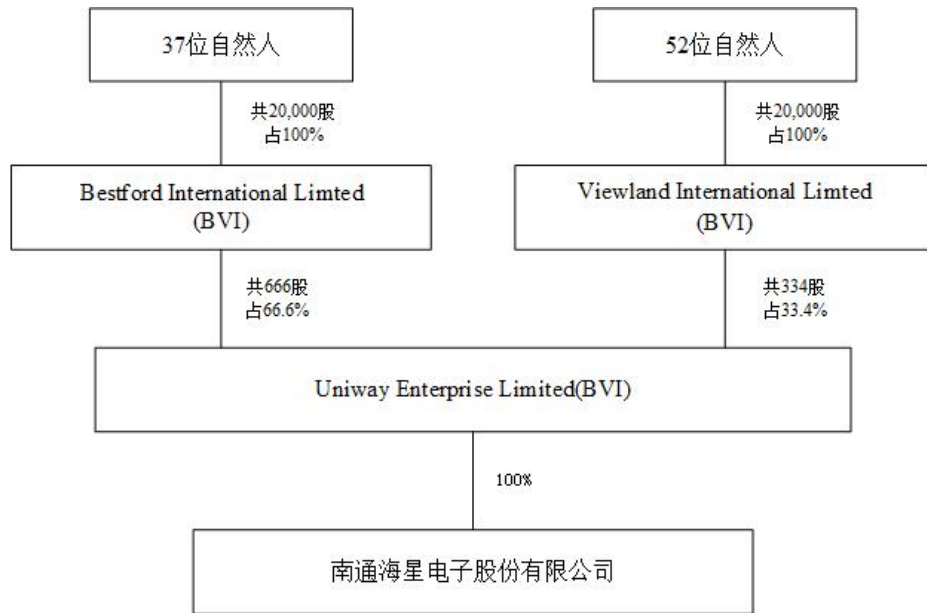 37位自然人
52位自然人
共20,000股
占100%
共20,000股
占100%
Bestford International Limted
(BVI)
Viewland International Limted
(BVI)
共666股
占66.6%
共334股
占33.4%
Uniway Enterprise Limited(BVI)
100%
南通海星电子股份有限公司